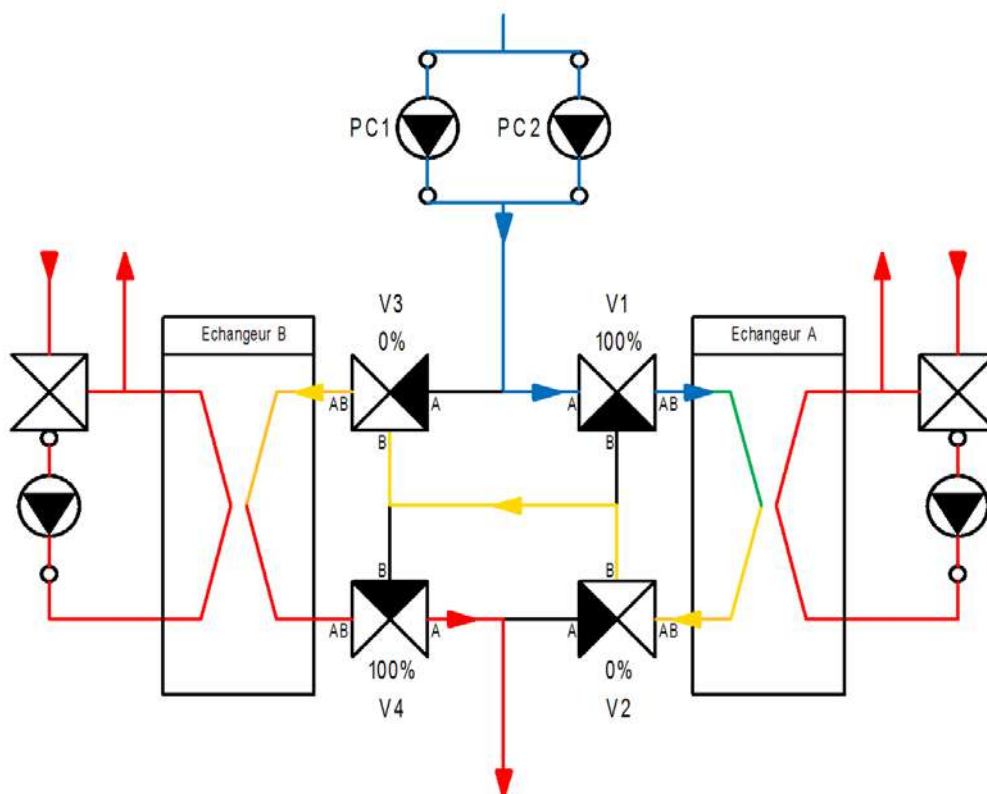 PC1
PC2
V3
V1
0%
100%
Echangeur B
Echangeur A
AB
A
A
AB
B
B
B
B
AB
A
A
AB
100%
0%
V4
V2